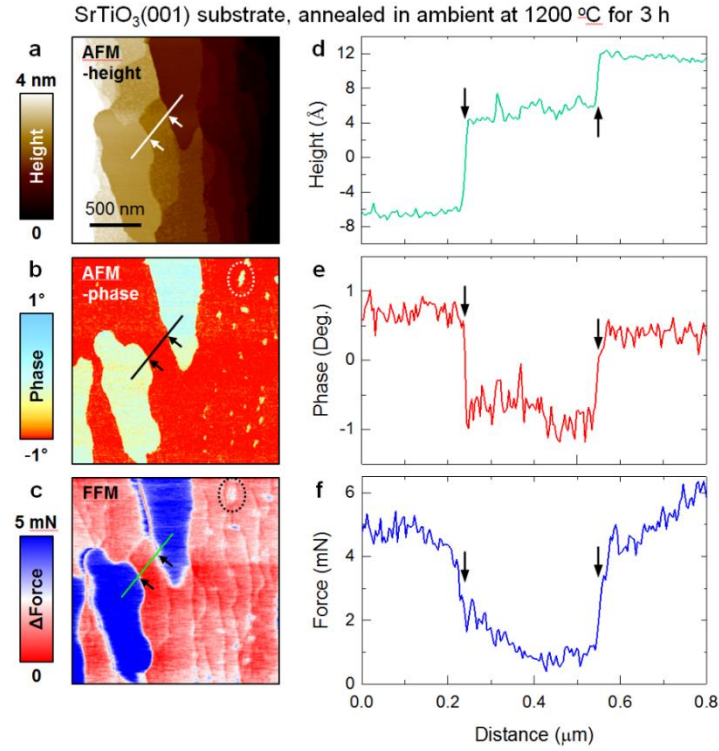 SrTiO₃(001) substrate, annealed in ambient at 1200 ºC for 3 h
a
AFM
-height
4 nm
Height
0
500 nm
b
AFM
-phase
1°
Phase
-1°
c
FFM
5 mN
ΔForce
0
d
Height (Å)
12
8
4
0
-4
-8
e
Phase (Deg.)
1
0
-1
f
Force (mN)
6
4
2
0
0.0 0.2 0.4 0.6 0.8
Distance (μm)